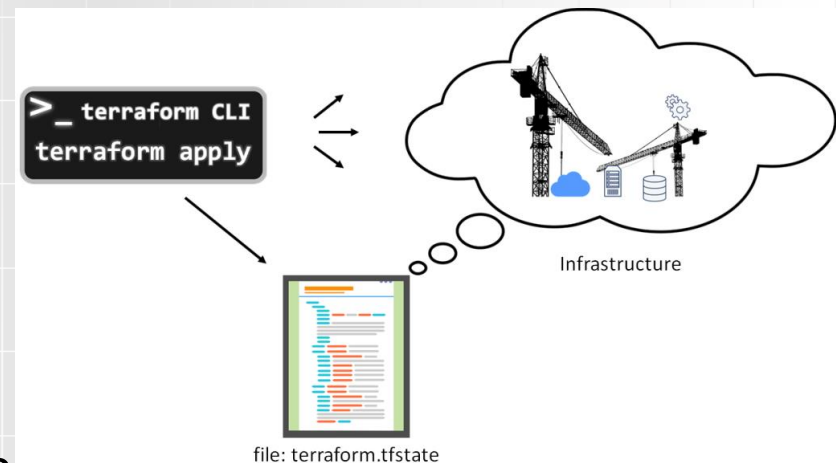 >_ terraform CLI
terraform apply
Infrastructure
file: terraform.tfstate